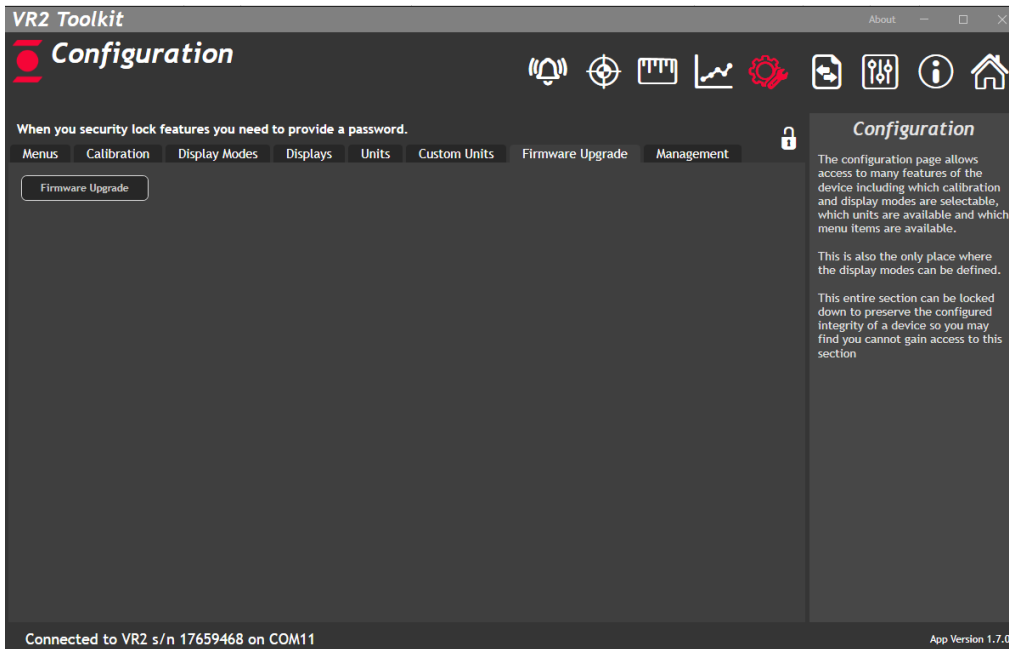 VR2 Toolkit
About
Configuration
When you security lock features you need to provide a password.
Menus Calibration Display Modes Displays Units Custom Units Firmware Upgrade Management
Firmware Upgrade
Configuration
The configuration page allows
access to many features of the
device including which calibration
and display modes are selectable,
which units are available and which
menu items are available.
This is also the only place where
the display modes can be defined.
This entire section can be locked
down to preserve the configured
integrity of a device so you may
find you cannot gain access to this
section
Connected to VR2 s/n 17659468 on COM11
App Version 1.7.0